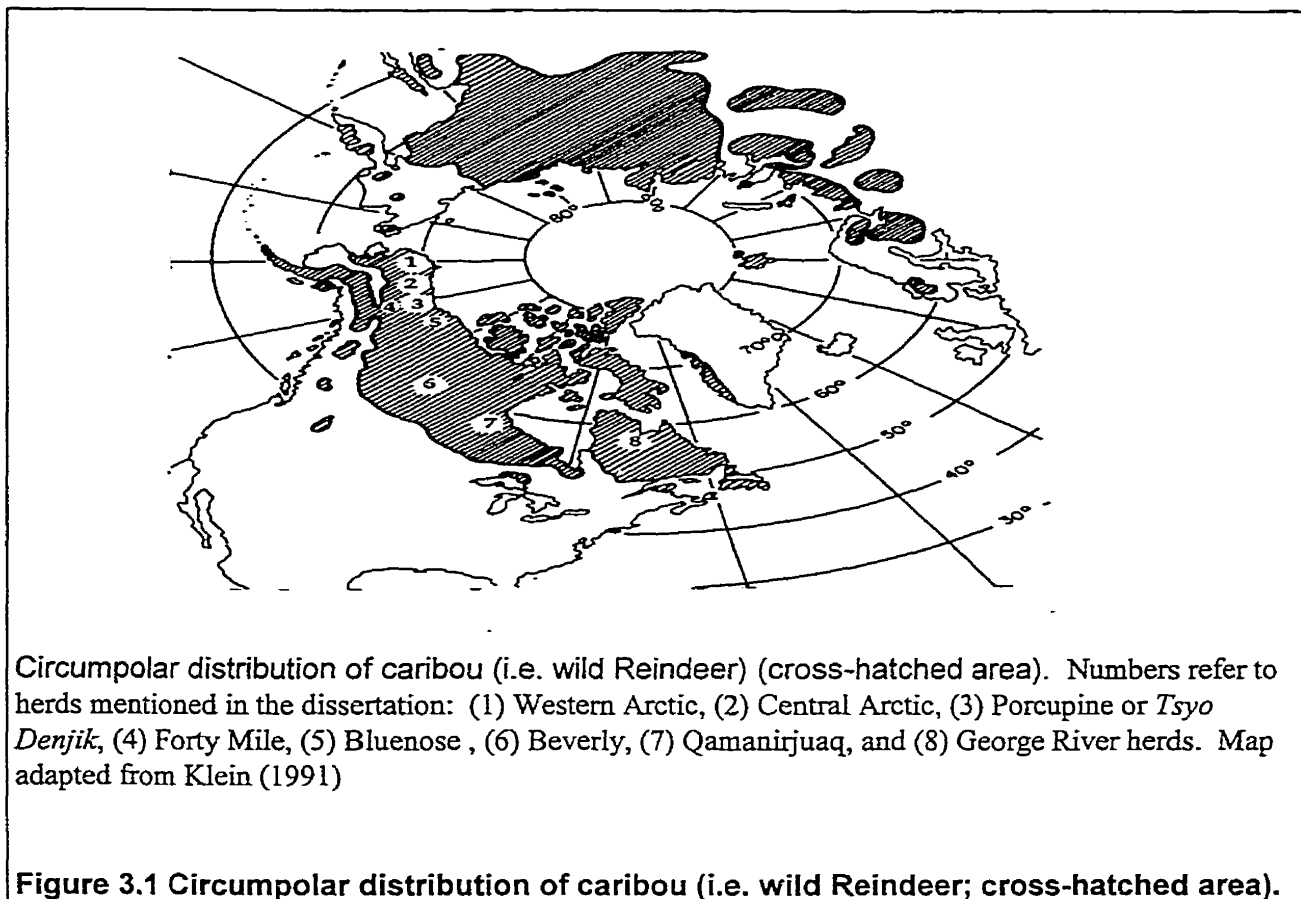 80°
1
2
3
4
5
70°
6
60°
7
8
50°
40°
30°
Circumpolar distribution of caribou (i.e. wild Reindeer) (cross-hatched area). Numbers refer to
herds mentioned in the dissertation: (1) Western Arctic, (2) Central Arctic, (3) Porcupine or Tsyo
Denjik, (4) Forty Mile, (5) Bluenose , (6) Beverly, (7) Qamanirjuaq, and (8) George River herds. Map
adapted from Klein (1991)
Figure 3.1 Circumpolar distribution of caribou (i.e. wild Reindeer; cross-hatched area).